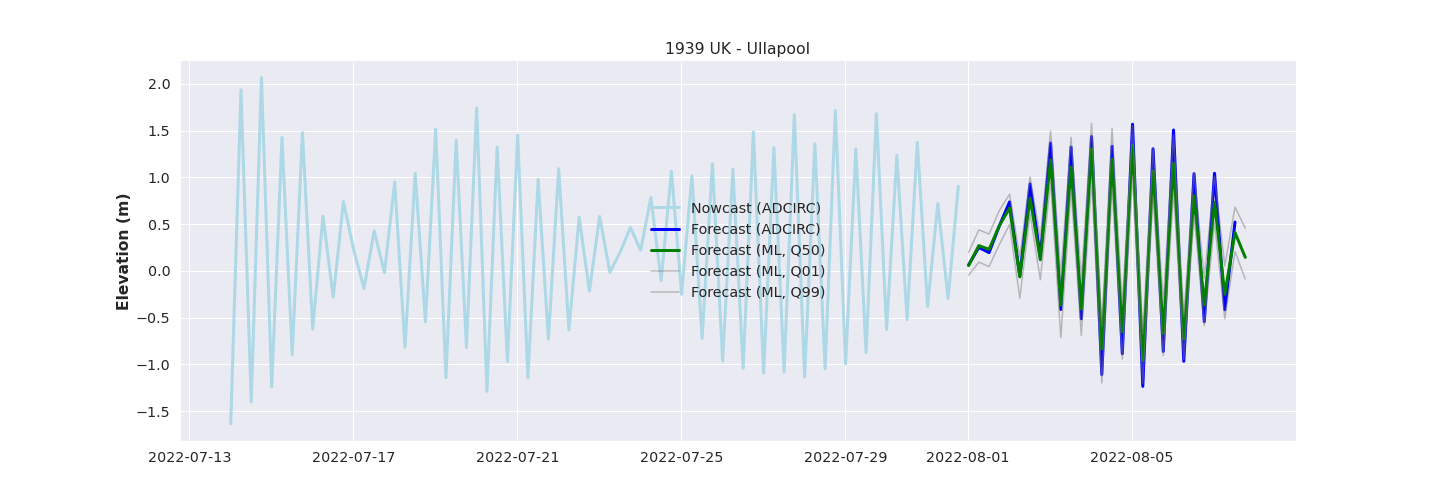 1939 UK - Ullapool
Elevation (m)
2.0
1.5
1.0
0.5
0.0
−0.5
−1.0
−1.5
Nowcast (ADCIRC)
Forecast (ADCIRC)
Forecast (ML, Q50)
Forecast (ML, Q01)
Forecast (ML, Q99)
2022-07-13 2022-07-17 2022-07-21 2022-07-25 2022-07-29 2022-08-01 2022-08-05